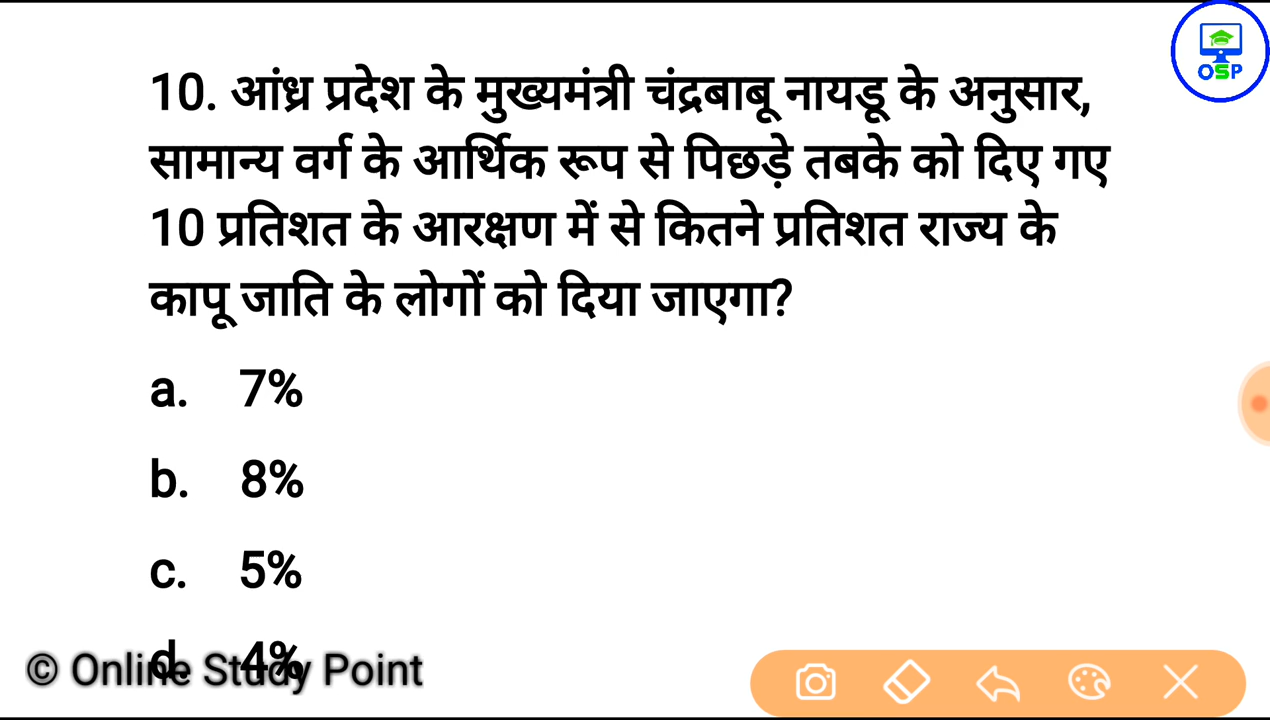 OSP
10. आंध्र प्रदेश के मुख्यमंत्री चंद्रबाबू नायडू के अनुसार,
सामान्य वर्ग के आर्थिक रूप से पिछड़े तबके को दिए गए
10 प्रतिशत के आरक्षण में से कितने प्रतिशत राज्य के
कापू जाति के लोगों को दिया जाएगा?
a. 7%
b. 8%
c. 5%
d. 4%
© Online Study Point